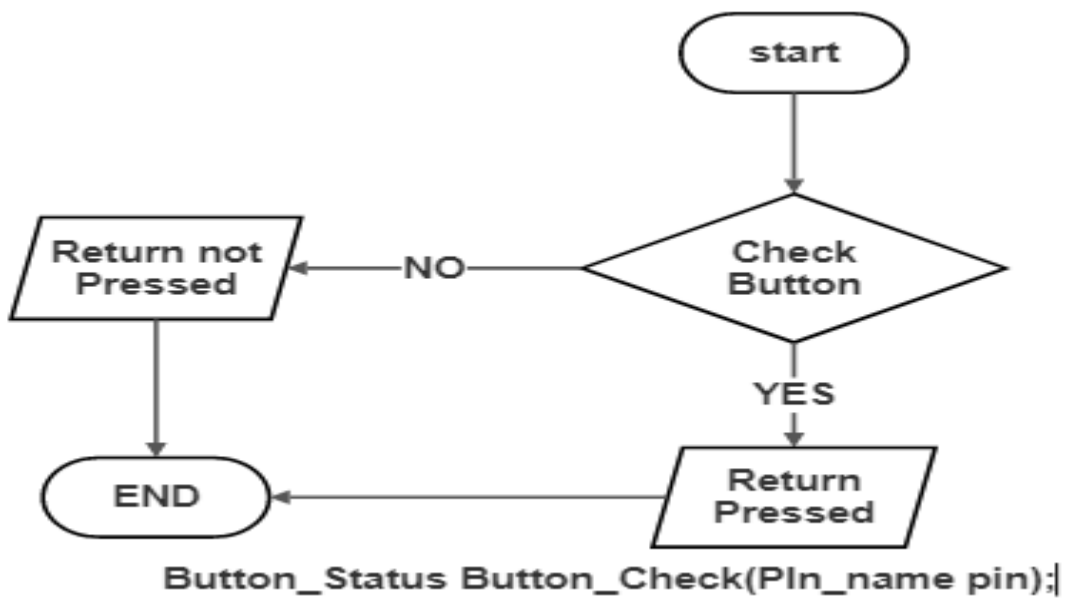 start
Check
Button
NO
Return not
Pressed
YES
Return
Pressed
END
Button_Status Button_Check(PIn_name pin);